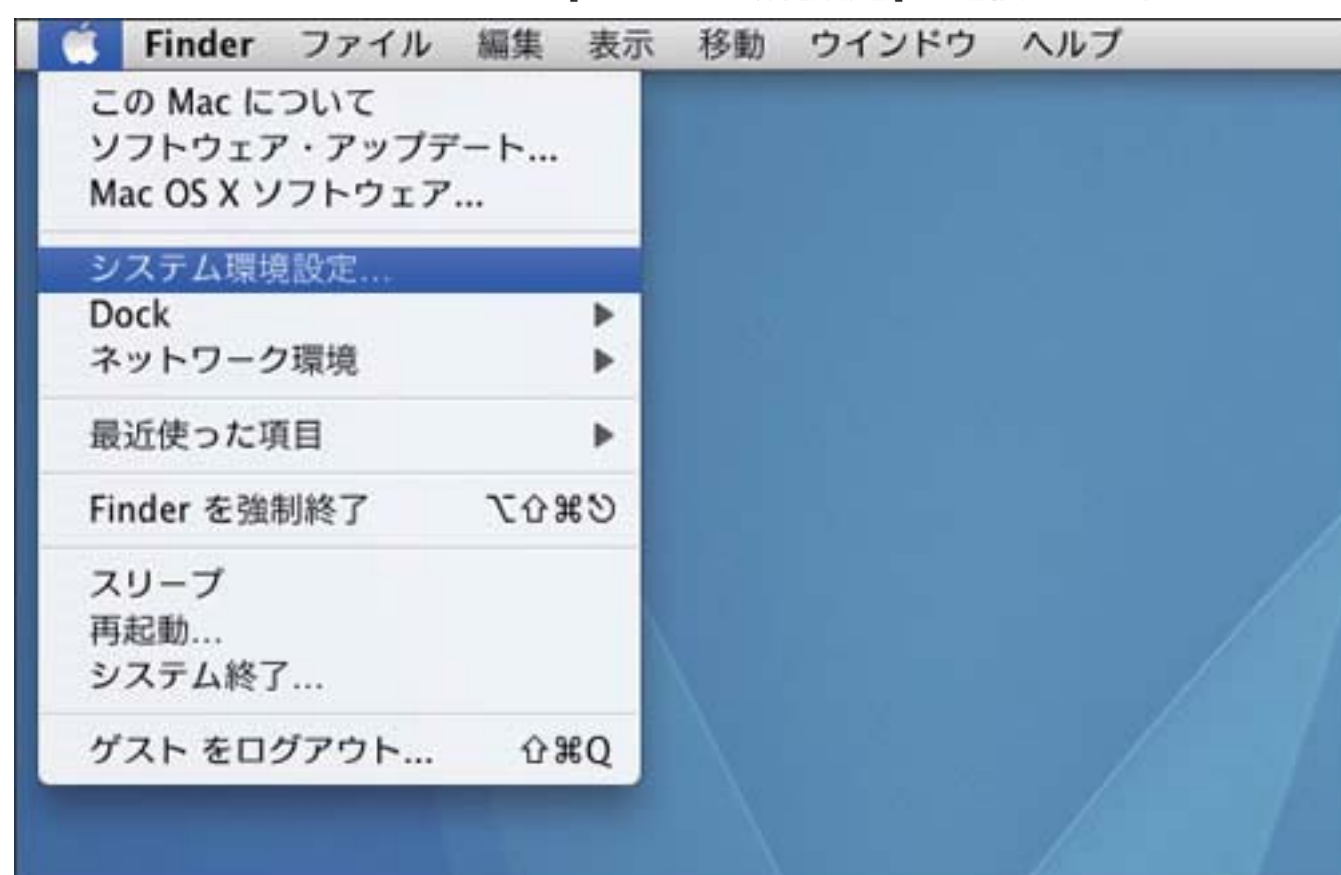 Finder ファイル 編集 表示 移動 ウインドウ ヘルプ
この Mac について
ソフトウェア・アップデート...
Mac OS X ソフトウェア...
システム環境設定...
Dock ▶
ネットワーク環境 ▶
最近使った項目 ▶
Finder を強制終了 ⌥⇧⌘⎋
スリープ
再起動...
システム終了...
ゲスト をログアウト... ⇧⌘Q